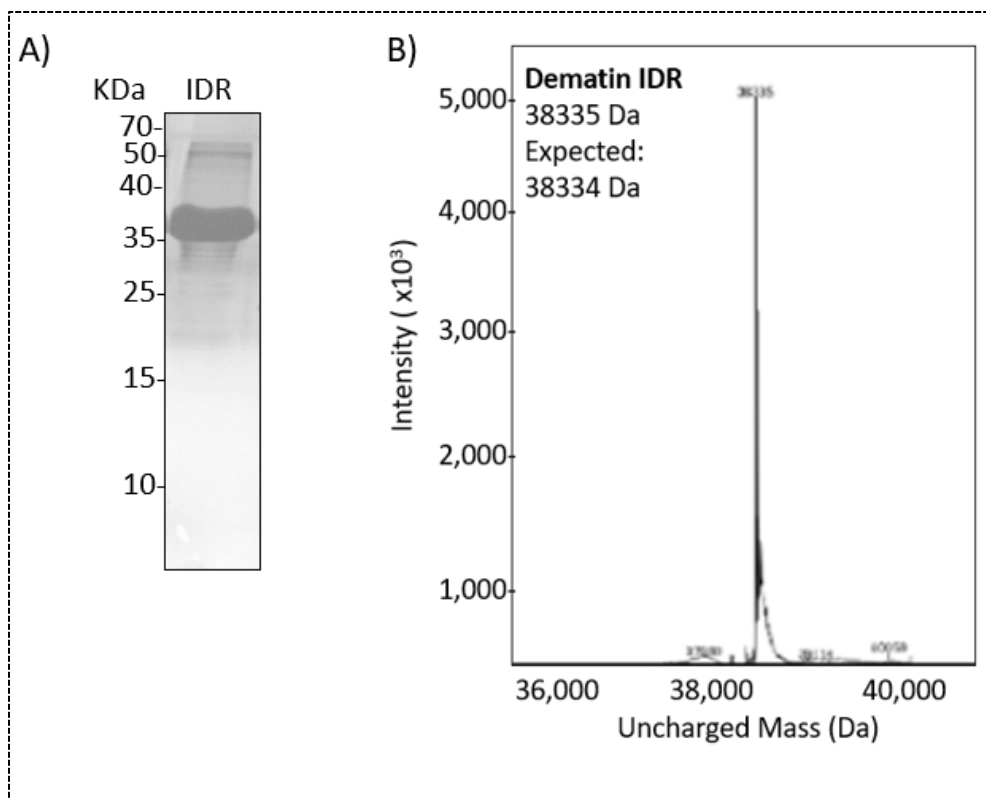 A)
KDa IDR
70-
50-
40-
35-
25-
15-
10-
B)
Dematin IDR
38335 Da
Expected:
38334 Da
38335
5,000
4,000
3,000
2,000
1,000
Intensity ( x10³)
36,000 38,000 40,000
Uncharged Mass (Da)